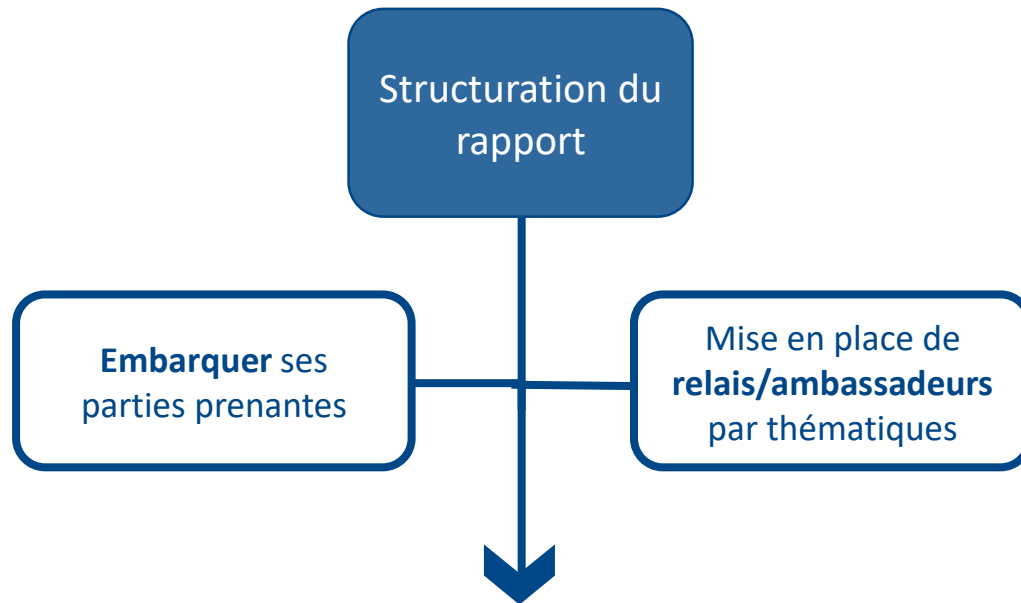 Structuration du
rapport
Embarquer ses
parties prenantes
Mise en place de
relais/ambassadeurs
par thématiques